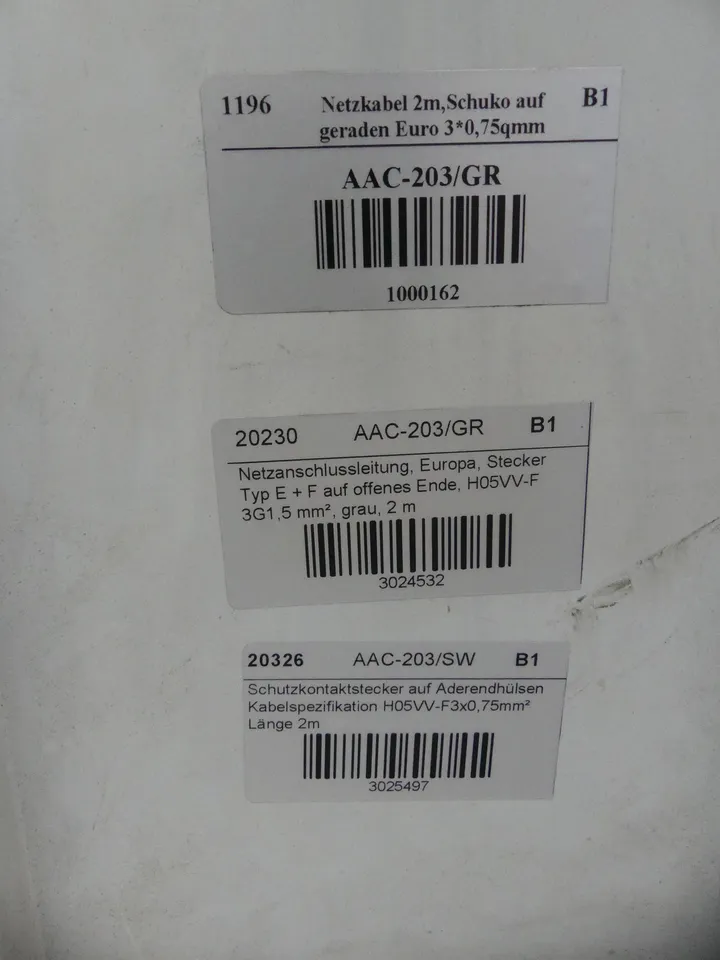 1196 Netzkabel 2m,Schuko auf B1
geraden Euro 3*0,75qmm
AAC-203/GR
1000162
20230 AAC-203/GR B1
Netzanschlussleitung, Europa, Stecker
Typ E + F auf offenes Ende, H05VV-F
3G1,5 mm², grau, 2 m
3024532
20326 AAC-203/SW B1
Schutzkontaktstecker auf Aderendhülsen
Kabelspezifikation H05VV-F3x0,75mm²
Länge 2m
3025497